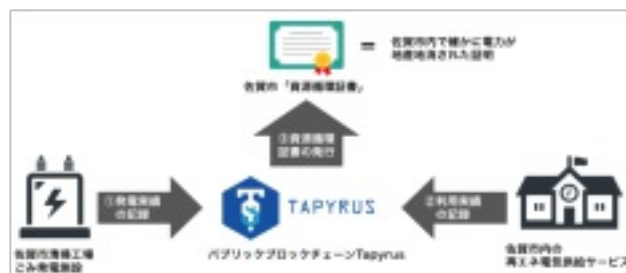 = 佐賀市内で確かに電力が
地産地消された証明
佐賀市「資源循環証書」
③資源循環
証書の発行
①発電実績
の記録
TAPYRUS
②利用実績
の記録
佐賀市清掃工場
ごみ発電施設
パブリックブロックチェーンTapyrus
佐賀市内の
再エネ電気供給サービス